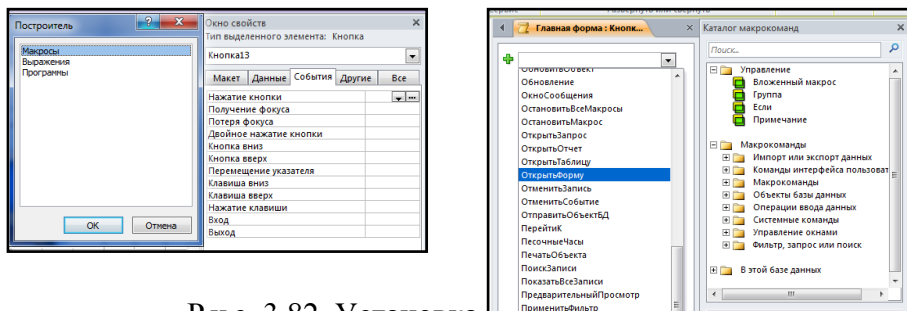 Построитель
Макросы
Выражения
Программы
ОК
Отмена
Окно свойств
Тип выделенного элемента: Кнопка
Кнопка13
Макет
Данные
События
Другие
Все
Нажатие кнопки
Получение фокуса
Потеря фокуса
Двойное нажатие кнопки
Кнопка вниз
Кнопка вверх
Перемещение указателя
Клавиша вниз
Клавиша вверх
Нажатие клавиши
Вход
Выход
Главная форма : Кнопк...
Обновление
ОкноСообщения
ОстановитьВсеМакросы
ОстановитьМакрос
ОткрытьЗапрос
ОткрытьОтчет
ОткрытьТаблицу
ОткрытьФорму
ОтменитьЗапись
ОтменитьСобытие
ОтправитьОбъектБД
ПерейтиК
ПесочныеЧасы
ПечатьОбъекта
ПоискЗаписи
ПоказатьВсеЗаписи
ПредварительныйПросмотр
ПрименитьФильтр
Каталог макрокоманд
Поиск...
Управление
Вложенный макрос
Группа
Если
Примечание
Макрокоманды
Импорт или экспорт данных
Команды интерфейса пользоват
Макрокоманды
Объекты базы данных
Операции ввода данных
Системные команды
Управление окнами
Фильтр, запрос или поиск
В этой базе данных